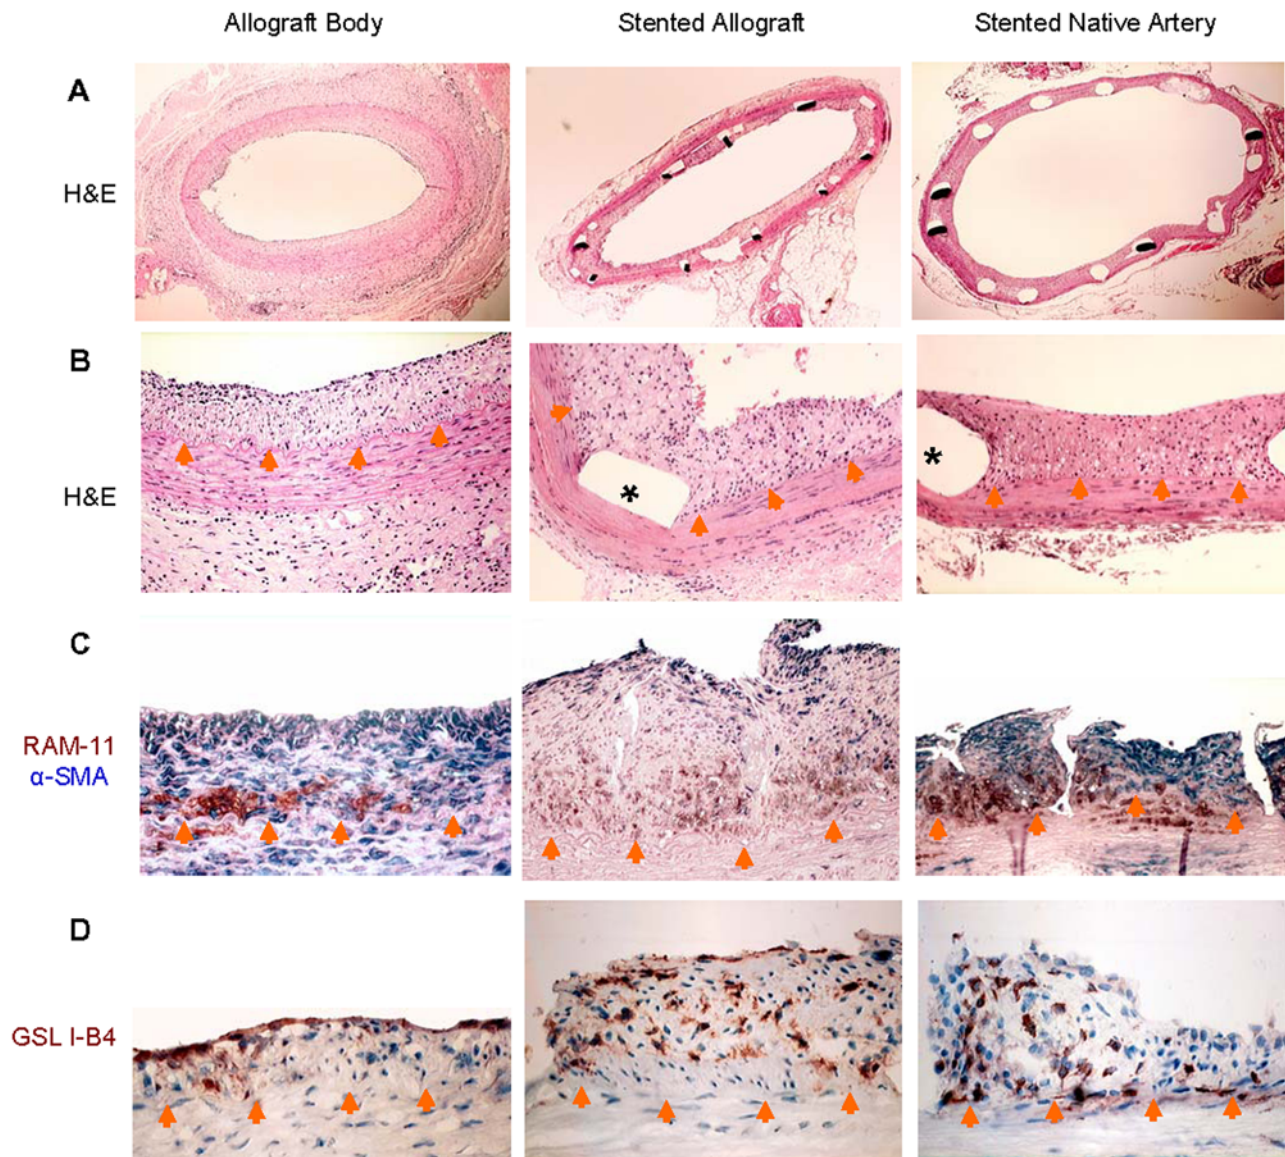 Allograft Body
Stented Allograft
Stented Native Artery
A
H&E
B
*
*
H&E
C
RAM-11
α-SMA
D
GSL I-B4